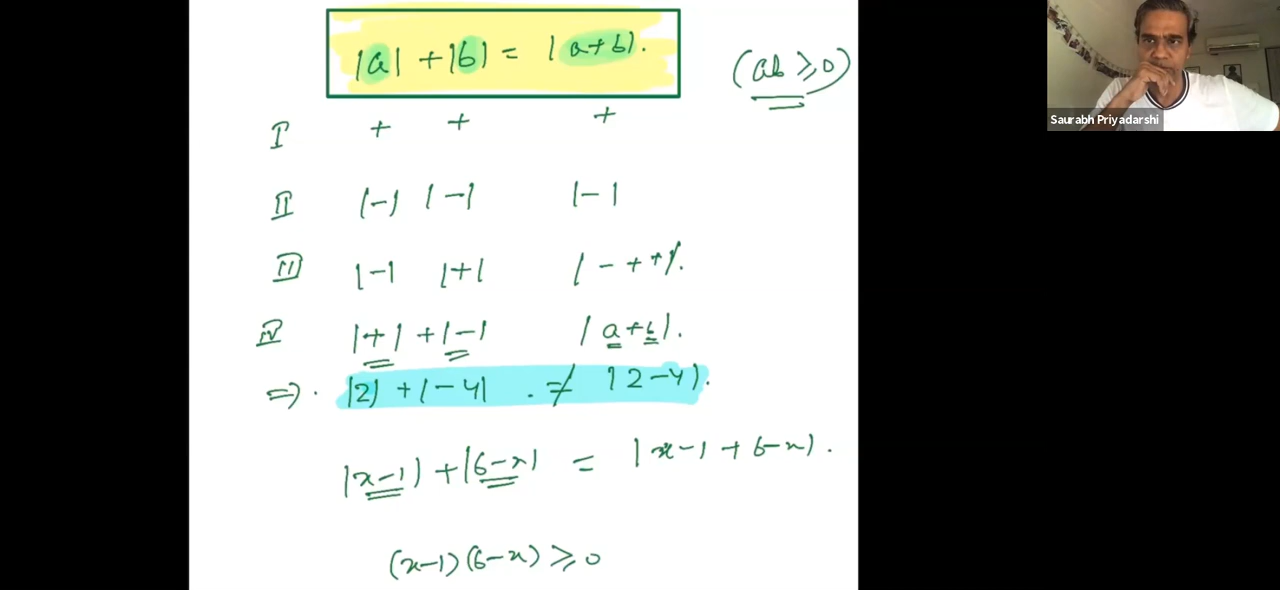 |a| + |b| = |a+b|.
(ab ≥ 0)
Saurabh Priyadarshi
I + + +
II |-| |-| |-|
III |-| |+| |- + +|.
IV |+| + |-| |a+b|.
⇒ . |2| + |-4| . ≠ |2-4|.
|x-1| + |6-x| = |x-1+6-x|.
(x-1)(6-x) ≥ 0